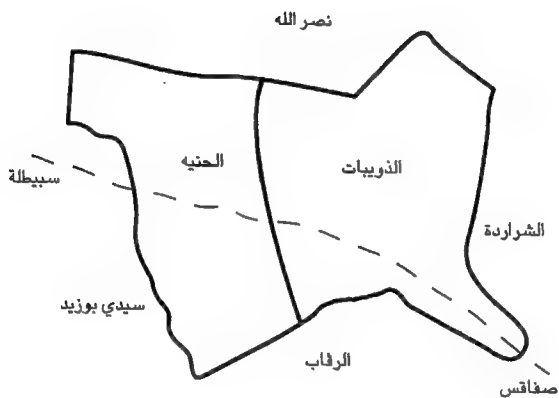 نصر الله
الحنيه
الذويبات
سبيطلة
الشراردة
سيدي بوزيد
الرقاب
صفاقس